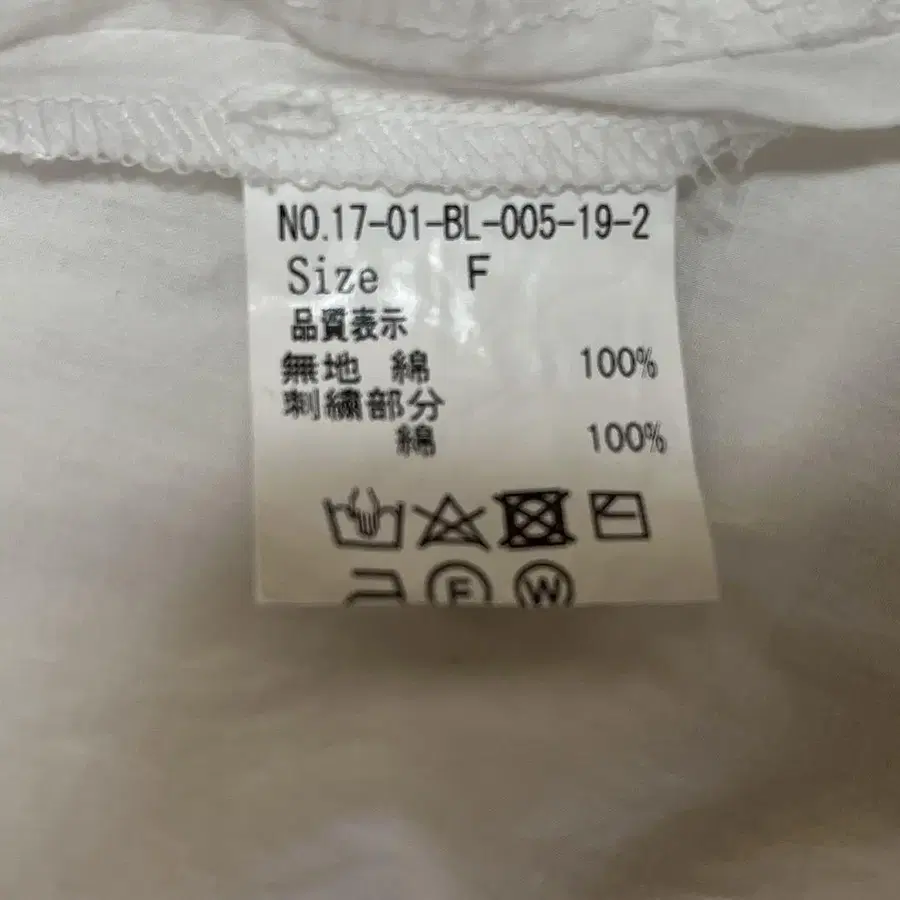 NO.17-01-BL-005-19-2
Size F
品質表示
無地 綿 100%
刺繍部分
綿 100%
F W